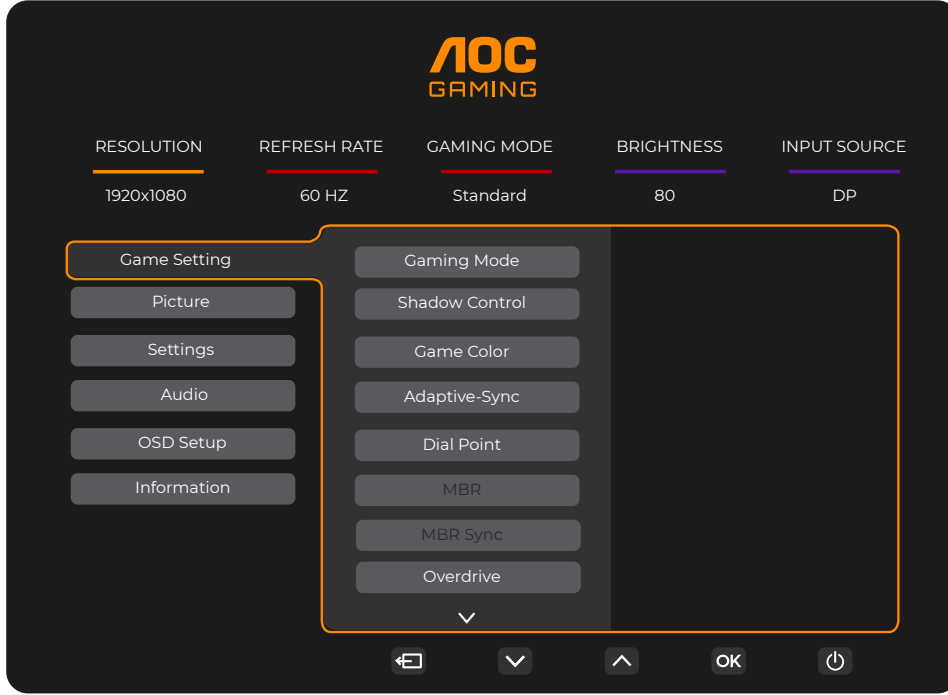 AOC
GAMING
RESOLUTION REFRESH RATE GAMING MODE BRIGHTNESS INPUT SOURCE
1920x1080 60 HZ Standard 80 DP
Game Setting
Picture
Settings
Audio
OSD Setup
Information
Gaming Mode
Shadow Control
Game Color
Adaptive-Sync
Dial Point
MBR
MBR Sync
Overdrive
OK